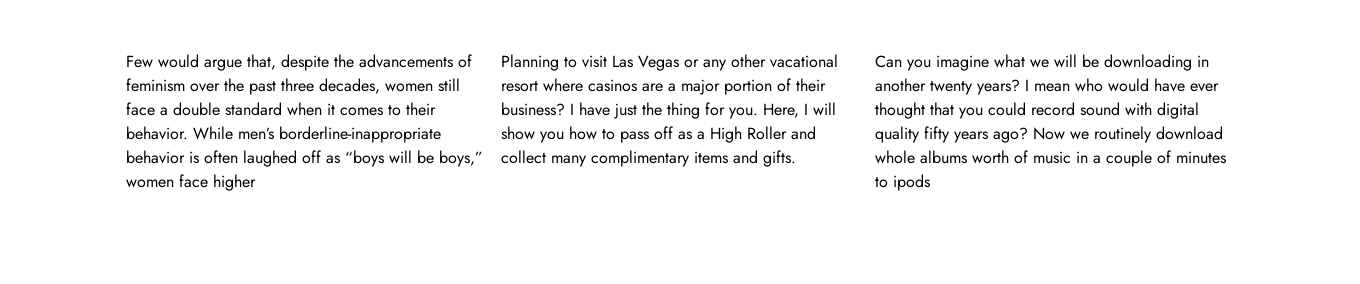 Few would argue that, despite the advancements of
feminism over the past three decades, women still
face a double standard when it comes to their
behavior. While men’s borderline-inappropriate
behavior is often laughed off as “boys will be boys,”
women face higher
Planning to visit Las Vegas or any other vacational
resort where casinos are a major portion of their
business? I have just the thing for you. Here, I will
show you how to pass off as a High Roller and
collect many complimentary items and gifts.
Can you imagine what we will be downloading in
another twenty years? I mean who would have ever
thought that you could record sound with digital
quality fifty years ago? Now we routinely download
whole albums worth of music in a couple of minutes
to ipods